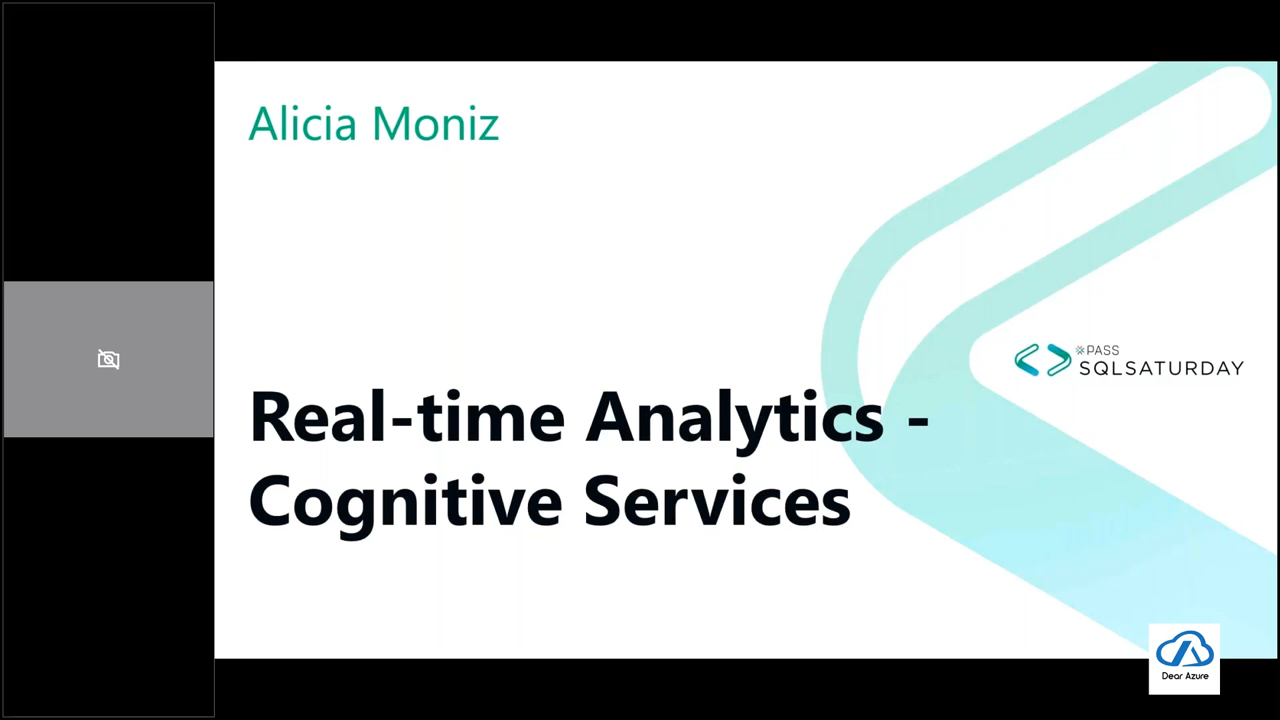 Alicia Moniz
PASS
SQLSATURDAY
Real-time Analytics -
Cognitive Services
Dear Azure